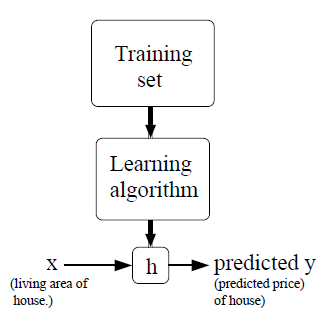 Training
set
Learning
algorithm
x
h
predicted y
(living area of
house.)
(predicted price)
of house)